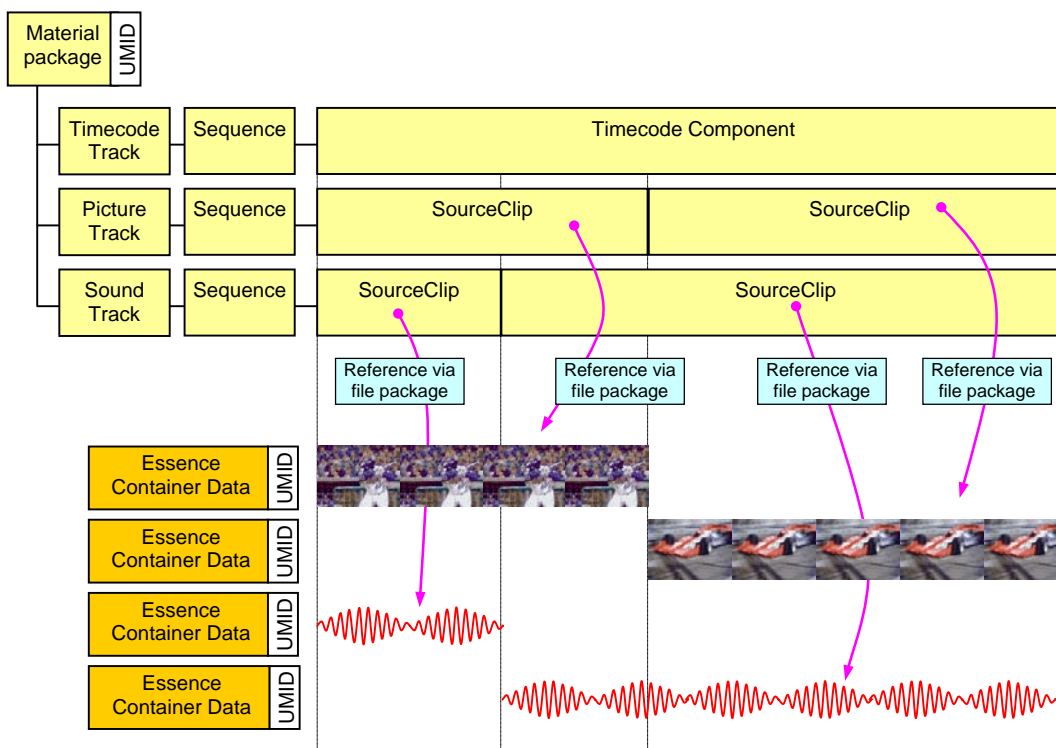 Material
package
UMID
Timecode
Track
Sequence
Timecode Component
Picture
Track
Sequence
SourceClip
SourceClip
Sound
Track
Sequence
SourceClip
SourceClip
Reference via
file package
Reference via
file package
Reference via
file package
Reference via
file package
Essence
Container Data
UMID
Essence
Container Data
UMID
Essence
Container Data
UMID
Essence
Container Data
UMID